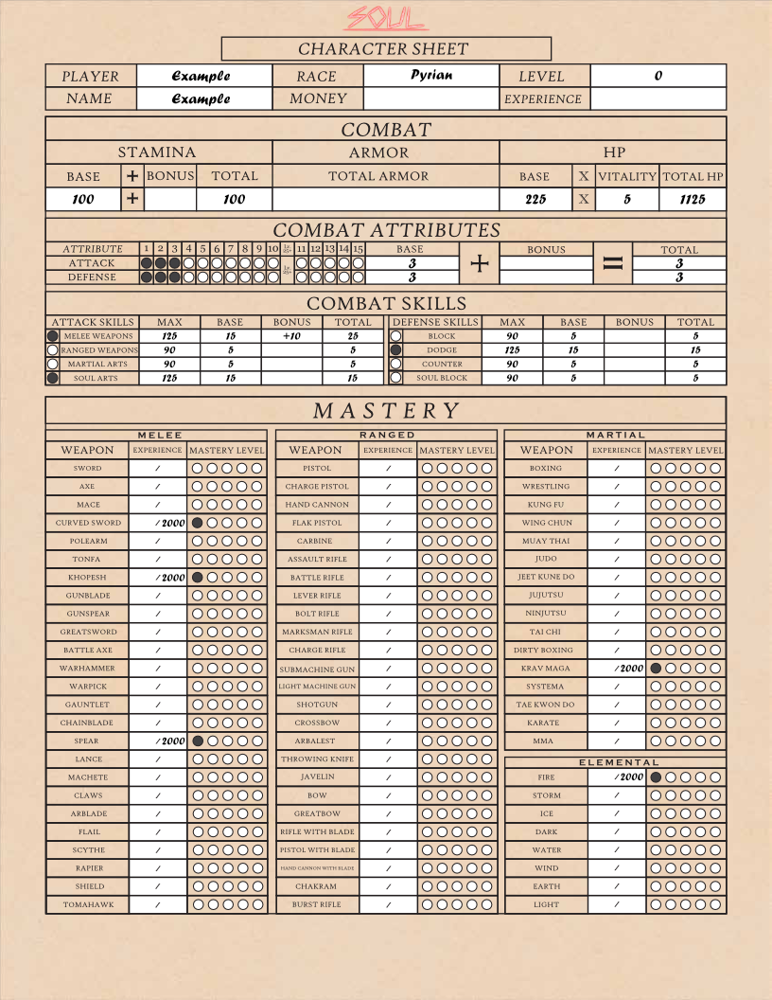 SOUL
CHARACTER SHEET
PLAYER Example RACE Pyrian LEVEL 0
NAME Example MONEY EXPERIENCE
COMBAT
STAMINA ARMOR HP
BASE + BONUS TOTAL TOTAL ARMOR BASE X VITALITY TOTAL HP
100 + 100 225 X 5 1125
COMBAT ATTRIBUTES
ATTRIBUTE 1 2 3 4 5 6 7 8 9 10 11 12 13 14 15 BASE + BONUS = TOTAL
ATTACK 3 3
DEFENSE 3 3
COMBAT SKILLS
ATTACK SKILLS MAX BASE BONUS TOTAL DEFENSE SKILLS MAX BASE BONUS TOTAL
MELEE WEAPONS 125 15 +10 25 BLOCK 90 5 5
RANGED WEAPONS 90 5 5 DODGE 125 15 15
MARTIAL ARTS 90 5 5 COUNTER 90 5 5
SOUL ARTS 125 15 15 SOUL BLOCK 90 5 5
MASTERY
MELEE RANGED MARTIAL
WEAPON EXPERIENCE MASTERY LEVEL WEAPON EXPERIENCE MASTERY LEVEL WEAPON EXPERIENCE MASTERY LEVEL
SWORD / PISTOL / BOXING /
AXE / CHARGE PISTOL / WRESTLING /
MACE / HAND CANNON / KUNG FU /
CURVED SWORD /2000 FLAK PISTOL / WING CHUN /
POLEARM / CARBINE / MUAY THAI /
TONFA / ASSAULT RIFLE / JUDO /
KHOPESH /2000 BATTLE RIFLE / JEET KUNE DO /
GUNBLADE / LEVER RIFLE / JUJUTSU /
GUNSPEAR / BOLT RIFLE / NINJUTSU /
GREATSWORD / MARKSMAN RIFLE / TAI CHI /
BATTLE AXE / CHARGE RIFLE / DIRTY BOXING /
WARHAMMER / SUBMACHINE GUN / KRAV MAGA /2000
WARPICK / LIGHT MACHINE GUN / SYSTEMA /
GAUNTLET / SHOTGUN / TAE KWON DO /
CHAINBLADE / CROSSBOW / KARATE /
SPEAR /2000 ARBALEST / MMA /
LANCE / THROWING KNIFE / ELEMENTAL
MACHETE / JAVELIN / FIRE /2000
CLAWS / BOW / STORM /
ARBLADE / GREATBOW / ICE /
FLAIL / RIFLE WITH BLADE / DARK /
SCYTHE / PISTOL WITH BLADE / WATER /
RAPIER / HAND CANNON WITH BLADE / WIND /
SHIELD / CHAKRAM / EARTH /
TOMAHAWK / BURST RIFLE / LIGHT /